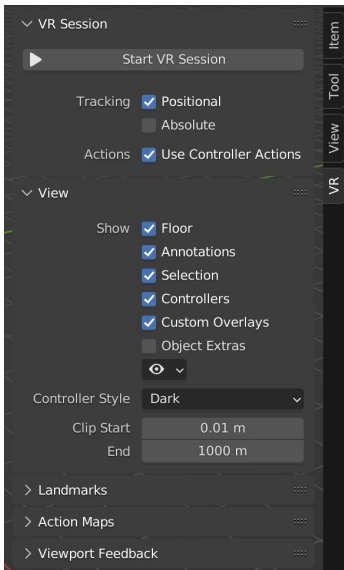 VR Session
Start VR Session
Tracking Positional
Absolute
Actions Use Controller Actions
View
Show Floor
Annotations
Selection
Controllers
Custom Overlays
Object Extras
Controller Style Dark
Clip Start 0.01 m
End 1000 m
Landmarks
Action Maps
Viewport Feedback
Item
Tool
View
VR